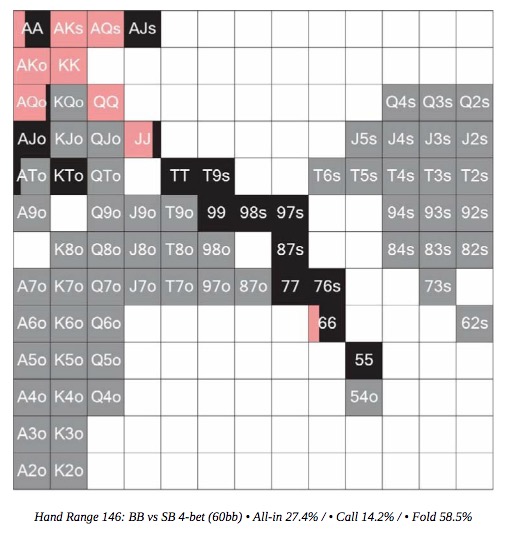 AA AKs AQs AJs
AKo KK
AQo KQo QQ Q4s Q3s Q2s
AJo KJo QJo JJ J5s J4s J3s J2s
ATo KTo QTo TT T9s T6s T5s T4s T3s T2s
A9o Q9o J9o T9o 99 98s 97s 94s 93s 92s
K8o Q8o J8o T8o 98o 87s 84s 83s 82s
A7o K7o Q7o J7o T7o 97o 87o 77 76s 73s
A6o K6o Q6o 66 62s
A5o K5o Q5o 55
A4o K4o Q4o 54o
A3o K3o
A2o K2o
Hand Range 146: BB vs SB 4-bet (60bb) • All-in 27.4% / • Call 14.2% / • Fold 58.5%